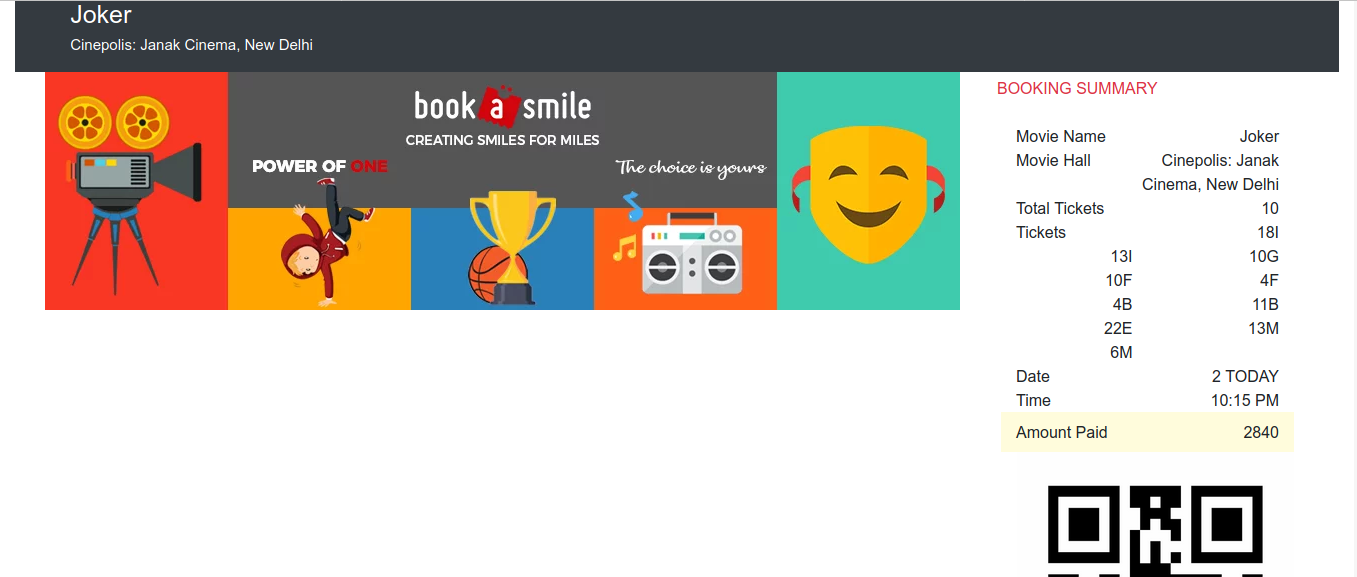 Joker
Cinepolis: Janak Cinema, New Delhi
book a smile
CREATING SMILES FOR MILES
POWER OF ONE
The choice is yours
BOOKING SUMMARY
Movie Name Joker
Movie Hall Cinepolis: Janak
Cinema, New Delhi
Total Tickets 10
Tickets 18I
13I 10G
10F 4F
4B 11B
22E 13M
6M
Date 2 TODAY
Time 10:15 PM
Amount Paid 2840